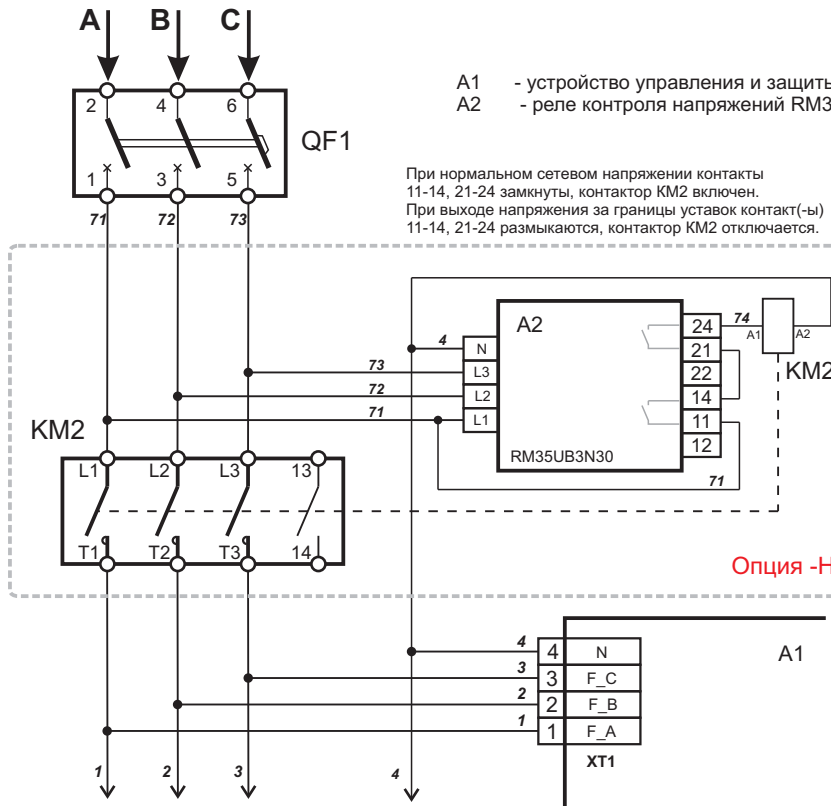 A B C
A1 - устройство управления и защиты
A2 - реле контроля напряжений RM3
2 4 6
QF1
1 3 5
71 72 73
При нормальном сетевом напряжении контакты
11-14, 21-24 замкнуты, контактор КМ2 включен.
При выходе напряжения за границы уставок контакт(-ы)
11-14, 21-24 размыкаются, контактор КМ2 отключается.
A2
4 N
73 L3
72 L2
71 L1
24 74 A1 A2
21
22
14
11
12
KM2
RM35UB3N30
71
KM2
L1 L2 L3 13
T1 T2 T3 14
Опция -Н
A1
4 4 N
3 3 F_C
2 2 F_B
1 1 F_A
XT1
1 2 3 4